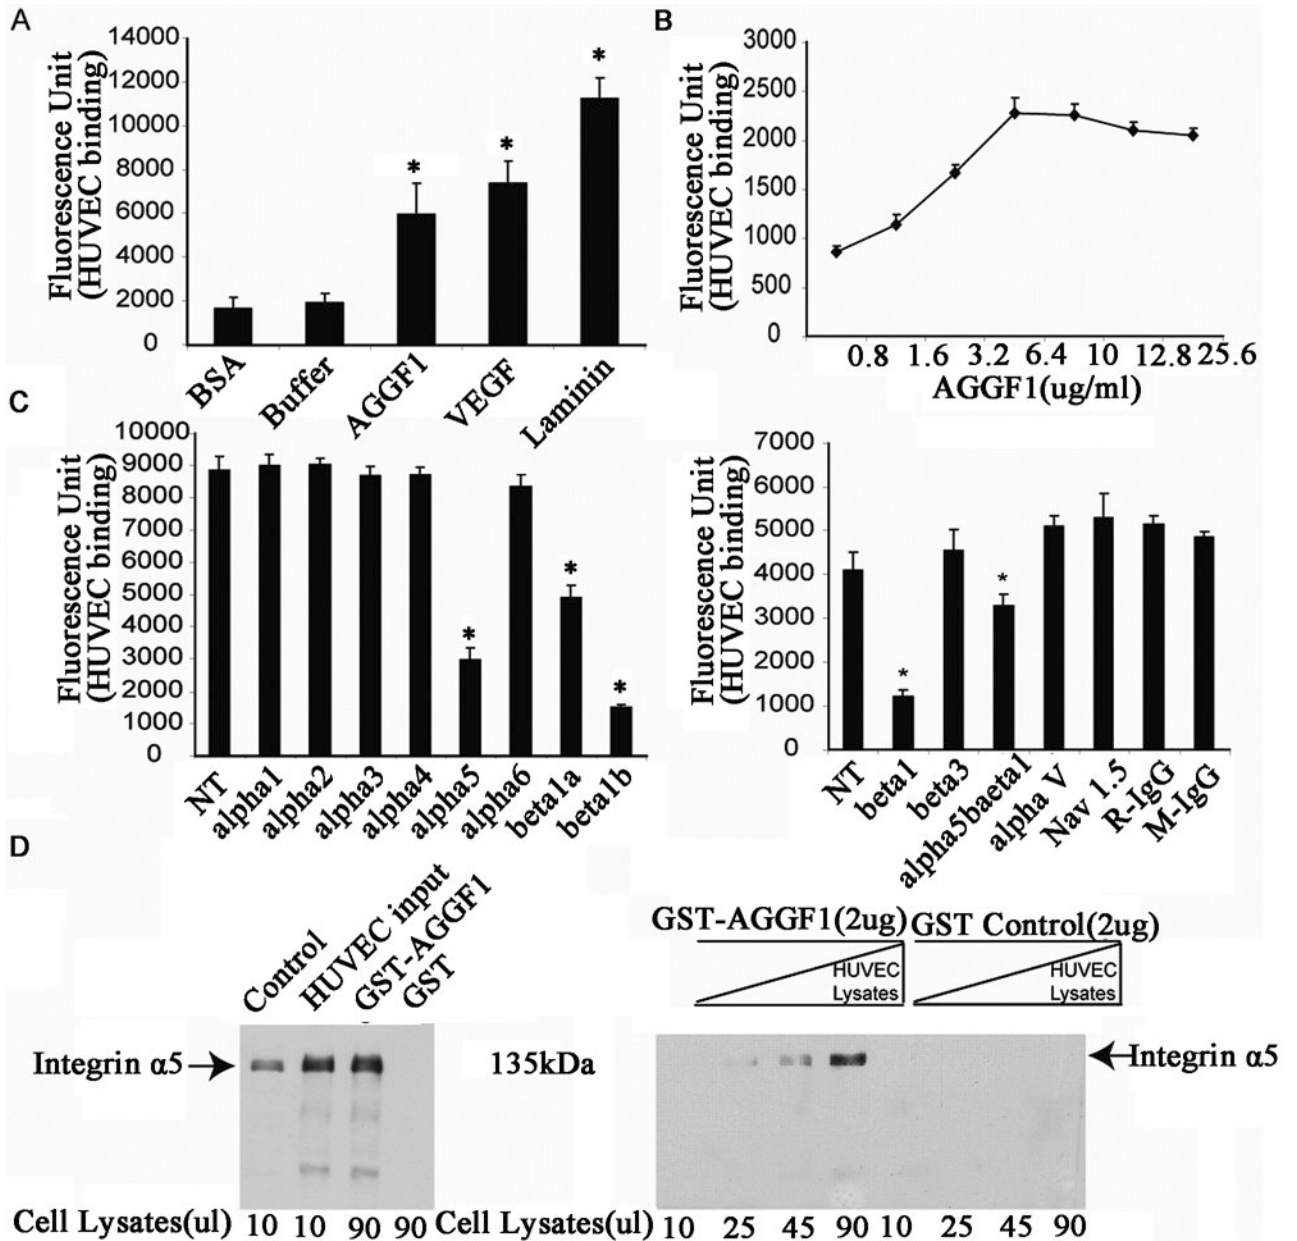 A
Fluorescence Unit
(HUVEC binding)
14000
12000
10000
8000
6000
4000
2000
0
*
*
*
BSA
Buffer
AGGF1
VEGF
Laminin
B
Fluorescence Unit
(HUVEC binding)
3000
2500
2000
1500
1000
500
0
0.8 1.6 3.2 6.4 10 12.8 25.6
AGGF1(ug/ml)
C
Fluorescence Unit
(HUVEC binding)
10000
9000
8000
7000
6000
5000
4000
3000
2000
1000
0
*
*
*
NT
alpha1
alpha2
alpha3
alpha4
alpha5
alpha6
beta1a
beta1b
Fluorescence Unit
(HUVEC binding)
7000
6000
5000
4000
3000
2000
1000
0
*
*
NT
beta1
beta3
alpha5baeta1
alpha V
Nav 1.5
R-IgG
M-IgG
D
Control
HUVEC input
GST-AGGF1
GST
Integrin α5
135kDa
Cell Lysates(ul) 10 10 90 90
GST-AGGF1(2ug) GST Control(2ug)
HUVEC
Lysates
HUVEC
Lysates
Integrin α5
Cell Lysates(ul) 10 25 45 90 10 25 45 90